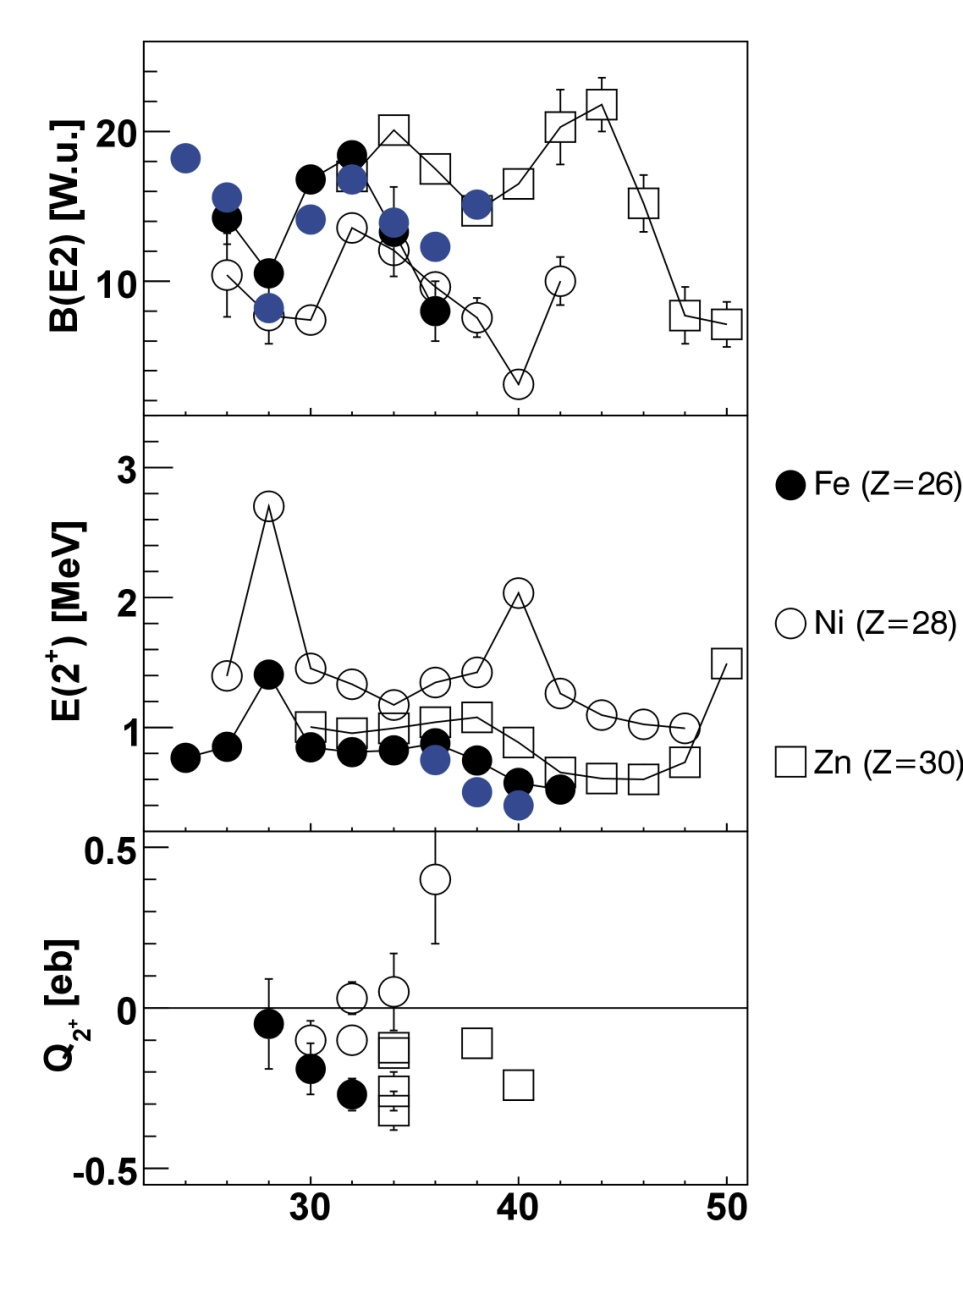 B(E2) [W.u.]
20
10
E(2⁺) [MeV]
3
2
1
Q₂⁺ [eb]
0.5
0
-0.5
30 40 50
Fe (Z=26)
Ni (Z=28)
Zn (Z=30)